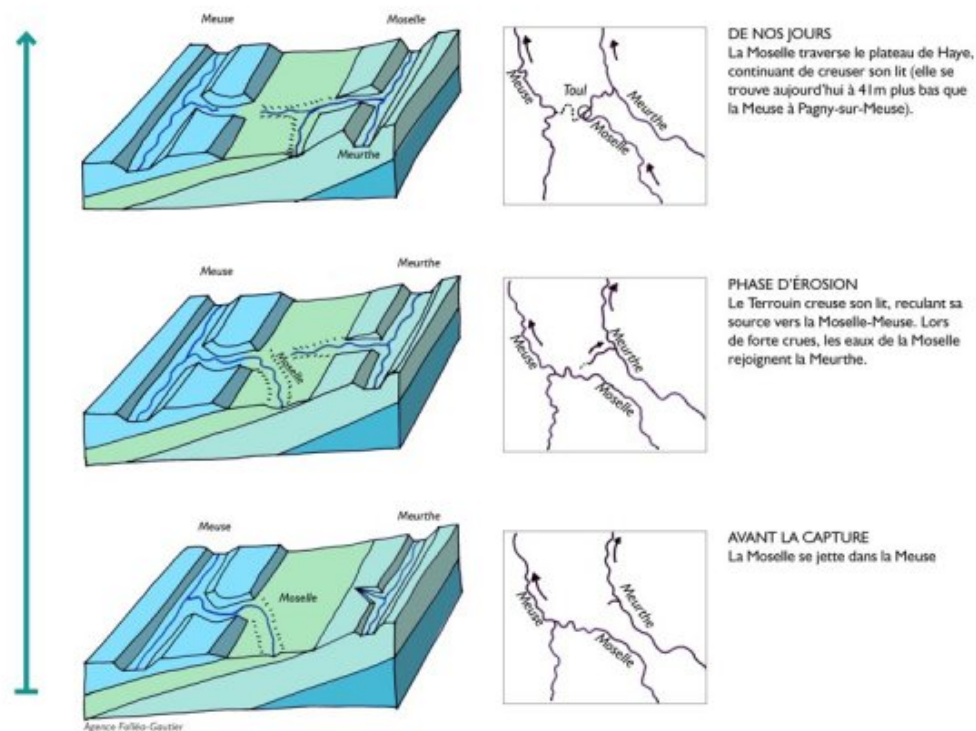 Meuse
Moselle
Meurthe
Meuse
Toul
Moselle
Meurthe
DE NOS JOURS
La Moselle traverse le plateau de Haye,
continuant de creuser son lit (elle se
trouve aujourd'hui à 41m plus bas que
la Meuse à Pagny-sur-Meuse).
Meuse
Meurthe
Moselle
Meuse
Meurthe
Moselle
PHASE D'ÉROSION
Le Terrouin creuse son lit, reculant sa
source vers la Moselle-Meuse. Lors
de forte crues, les eaux de la Moselle
rejoignent la Meurthe.
Meuse
Meurthe
Moselle
Meuse
Meurthe
Moselle
AVANT LA CAPTURE
La Moselle se jette dans la Meuse
Agence Folléa-Gautier